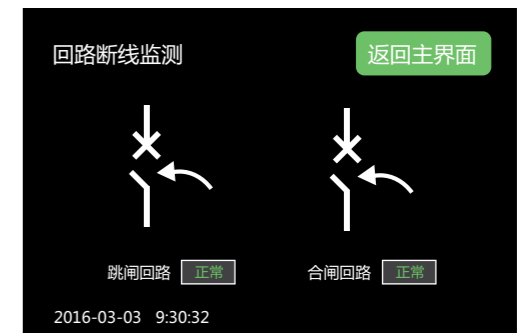 回路断线监测 返回主界面
跳闸回路 正常 合闸回路 正常
2016-03-03 9:30:32